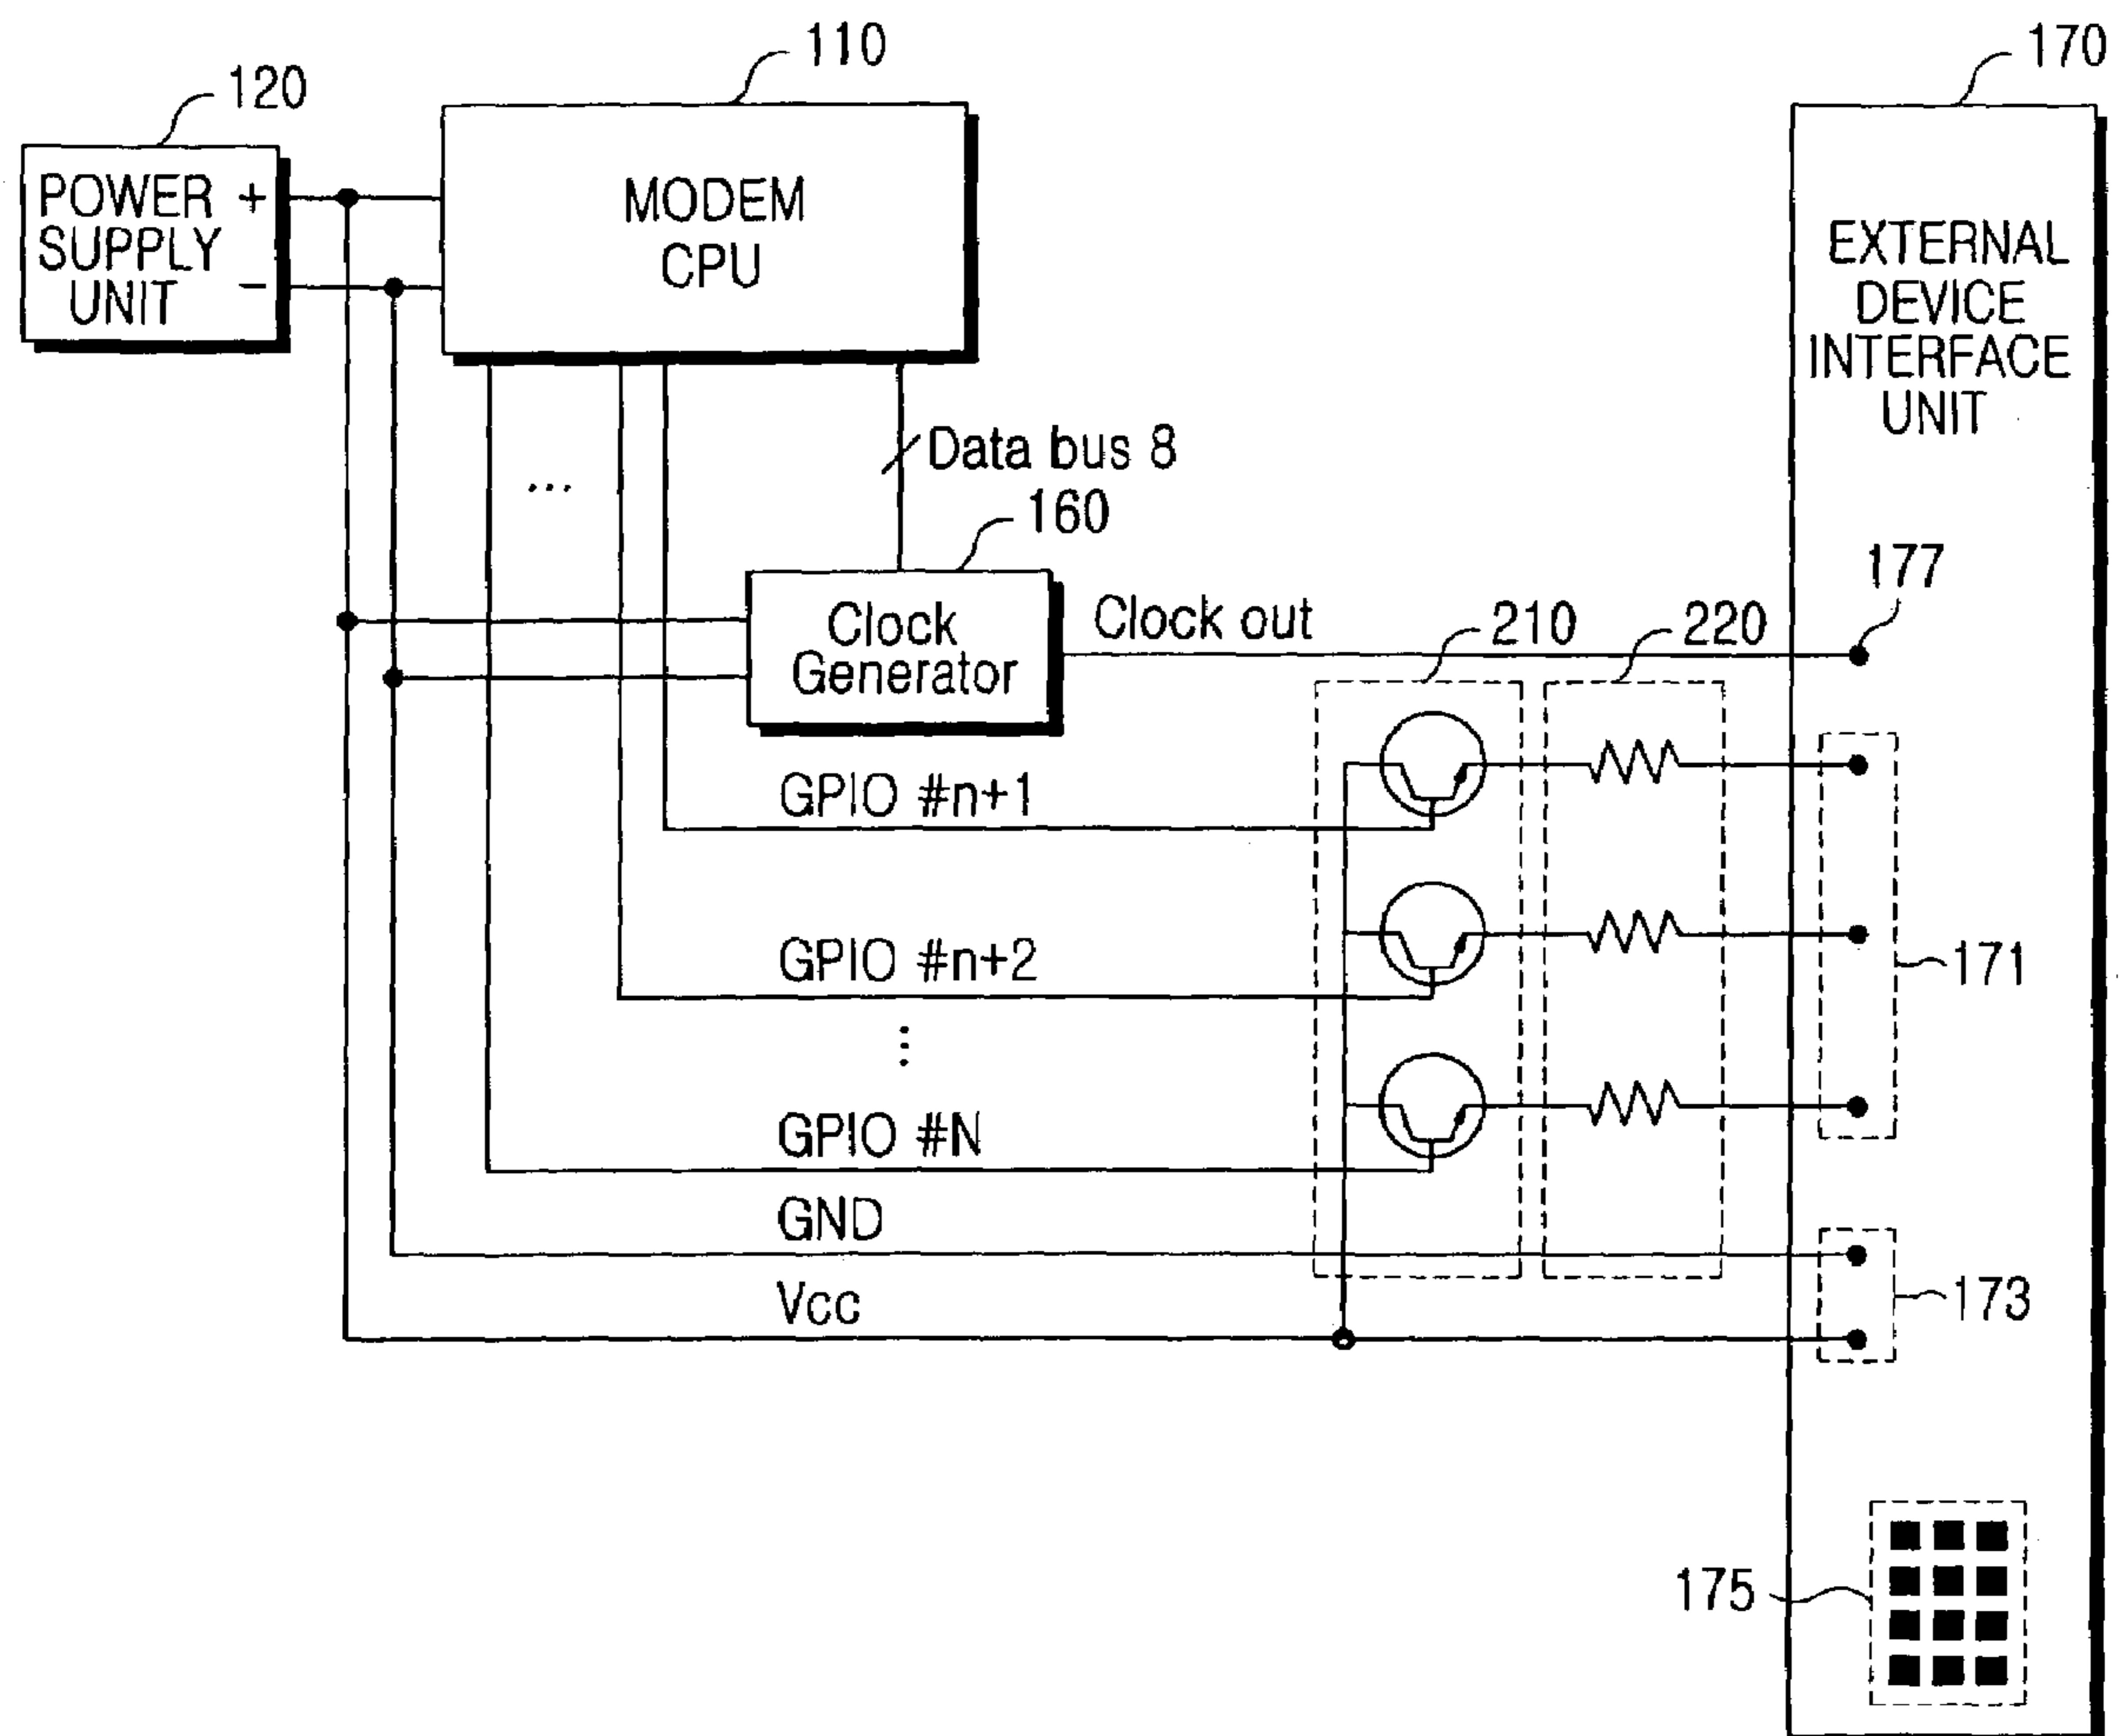 110
170
120
POWER +
SUPPLY
UNIT −
MODEM
CPU
EXTERNAL
DEVICE
INTERFACE
UNIT
...
Data bus 8
160
177
Clock
Generator
Clock out
210
220
GPIO #n+1
GPIO #n+2
171
⋮
GPIO #N
GND
Vcc
173
175